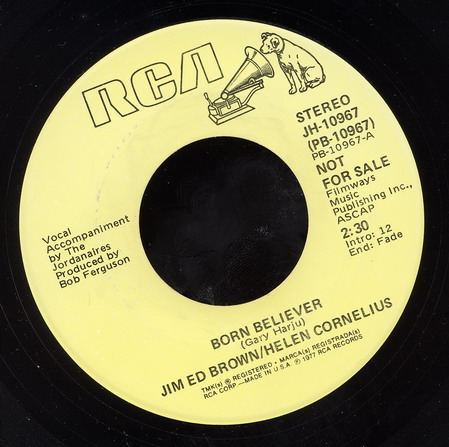 RCA
STEREO
JH-10967
(PB-10967)
PB-10967-A
NOT
FOR SALE
Filmways
Music
Publishing Inc.,
ASCAP
2:30
Intro: 12
End: Fade
Vocal
Accompaniment
by The
Jordanaires
Produced by
Bob Ferguson
BORN BELIEVER
(Gary Harju)
JIM ED BROWN/HELEN CORNELIUS
TMK(s) ® REGISTERED • MARCA(s) REGISTRADA(s)
RCA CORP—MADE IN U.S.A. ℗ 1977 RCA RECORDS